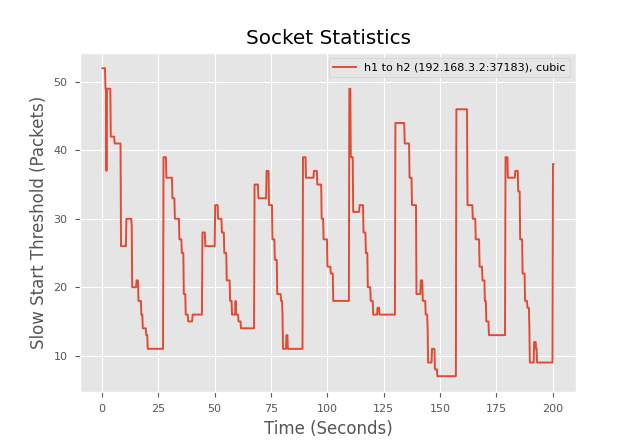 Socket Statistics
h1 to h2 (192.168.3.2:37183), cubic
Slow Start Threshold (Packets)
50
40
30
20
10
0 25 50 75 100 125 150 175 200
Time (Seconds)